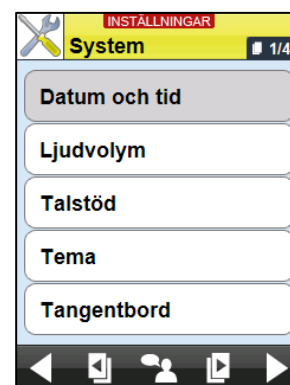 INSTÄLLNINGAR
System
1/4
Datum och tid
Ljudvolym
Talstöd
Tema
Tangentbord